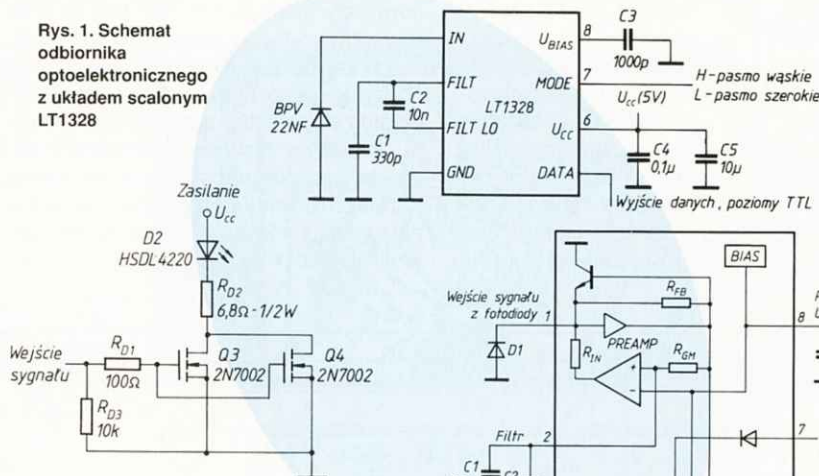 Rys. 1. Schemat
odbiornika
optoelektronicznego
z układem scalonym
LT1328
BPV
22NF
C1
330p
C2
10n
IN
FILT
FILT LO
GND
LT1328
U_BIAS
MODE
U_CC
DATA
8
7
6
C3
1000p
H-pasmo wąskie
L-pasmo szerokie
U_cc(5V)
C4
0,1µ
C5
10µ
Wyjście danych, poziomy TTL
Zasilanie
U_cc
D2
HSDL4220
R_D2
6,8Ω-1/2W
Wejście
sygnału
R_D1
100Ω
R_D3
10k
Q3
2N7002
Q4
2N7002
Wejście sygnału
z fotodiody
1
D1
R_IN
PREAMP
R_FB
R_GM
+
-
BIAS
8
7
Filtr
2
C1
C2